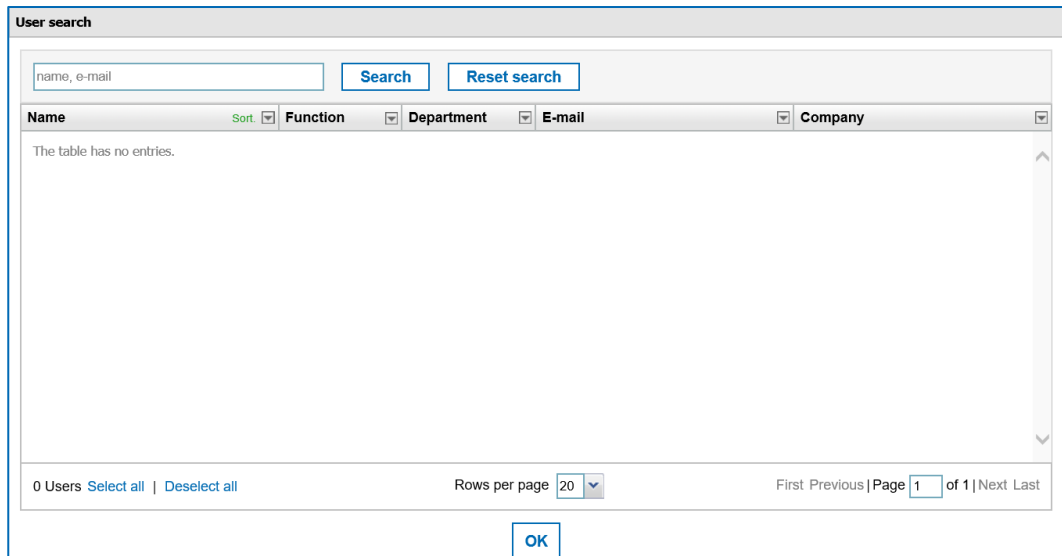 User search
name, e-mail Search Reset search
Name Sort. Function Department E-mail Company
The table has no entries.
0 Users Select all | Deselect all Rows per page 20 First Previous | Page 1 of 1 | Next Last
OK